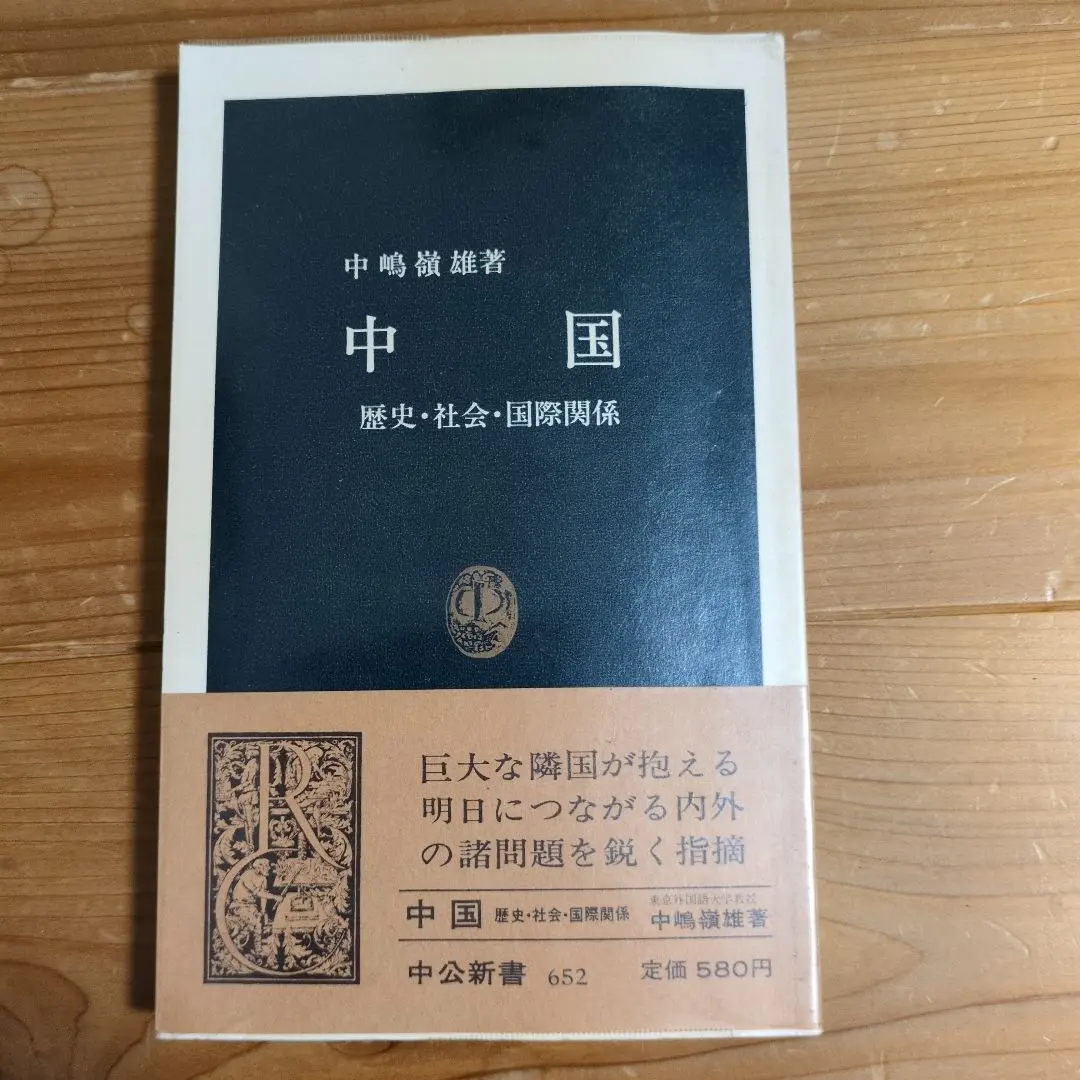 中嶋嶺雄著
中国
歴史・社会・国際関係
巨大な隣国が抱える
明日につながる内外
の諸問題を鋭く指摘
中国 歴史・社会・国際関係
東京外国語大学教授
中嶋嶺雄著
中公新書 652
定価 580円
RC